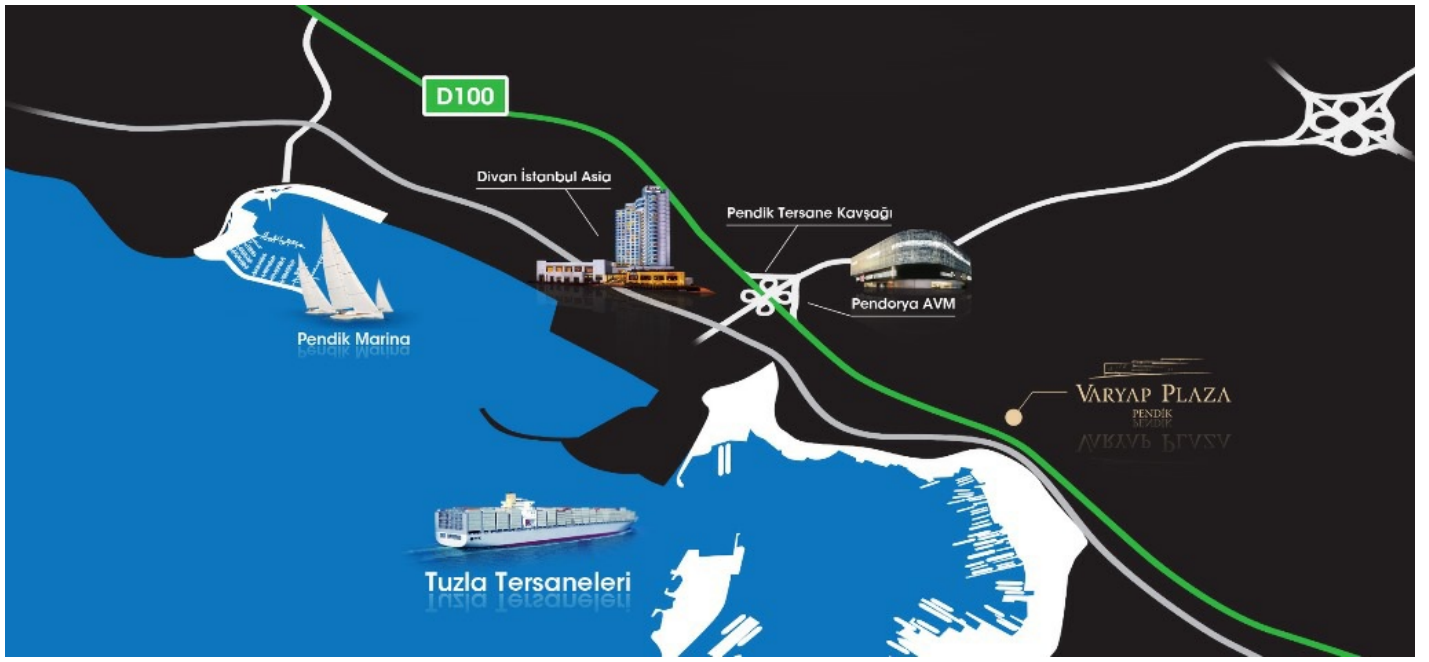 D100
Divan İstanbul Asia
Pendik Tersane Kavşağı
Pendorya AVM
Pendik Marina
VARYAP PLAZA
PENDİK
Tuzla Tersaneleri